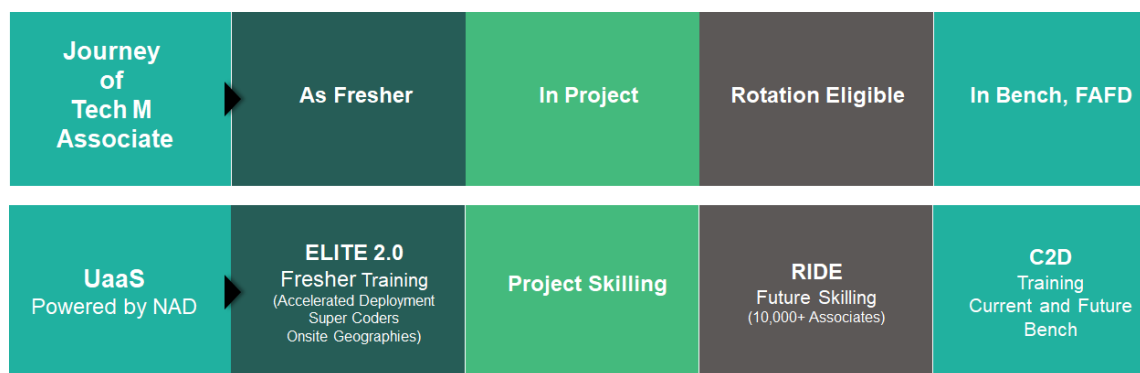 Journey
of
Tech M
Associate
As Fresher
In Project
Rotation Eligible
In Bench, FAFD
UaaS
Powered by NAD
ELITE 2.0
Fresher Training
(Accelerated Deployment
Super Coders
Onsite Geographies)
Project Skilling
RIDE
Future Skilling
(10,000+ Associates)
C2D
Training
Current and Future
Bench